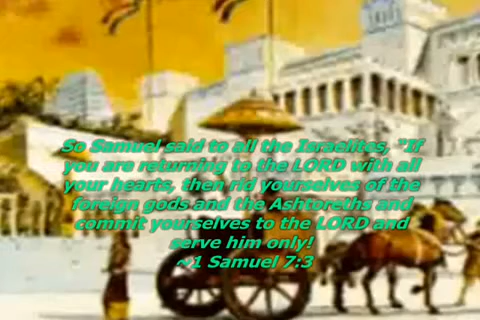 So Samuel said to all the Israelites, "If
you are returning to the LORD with all
your hearts, then rid yourselves of the
foreign gods and the Ashtoreths and
commit yourselves to the LORD and
serve him only!
~1 Samuel 7:3